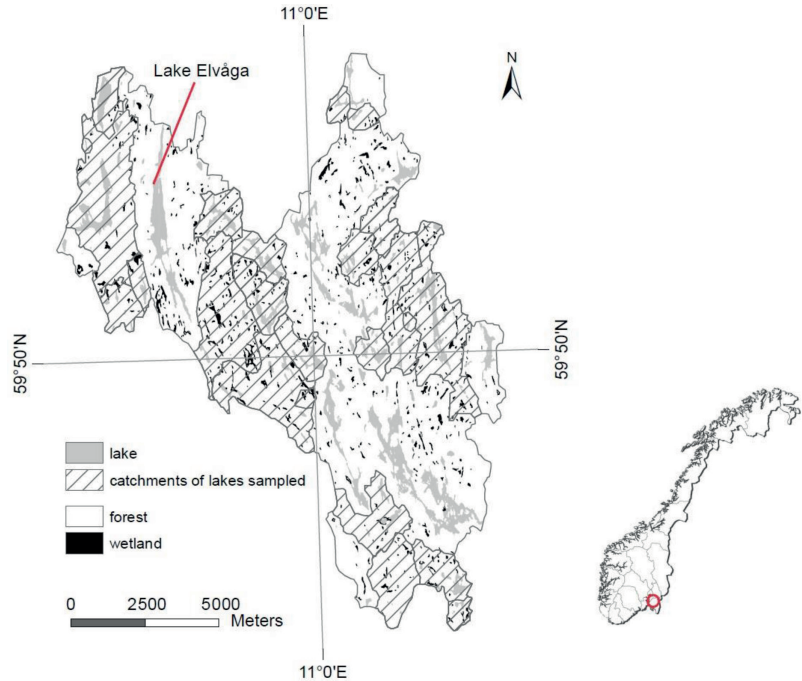 11°0'E
Lake Elvåga
N
59°50'N
59°50'N
lake
catchments of lakes sampled
forest
wetland
0 2500 5000
Meters
11°0'E